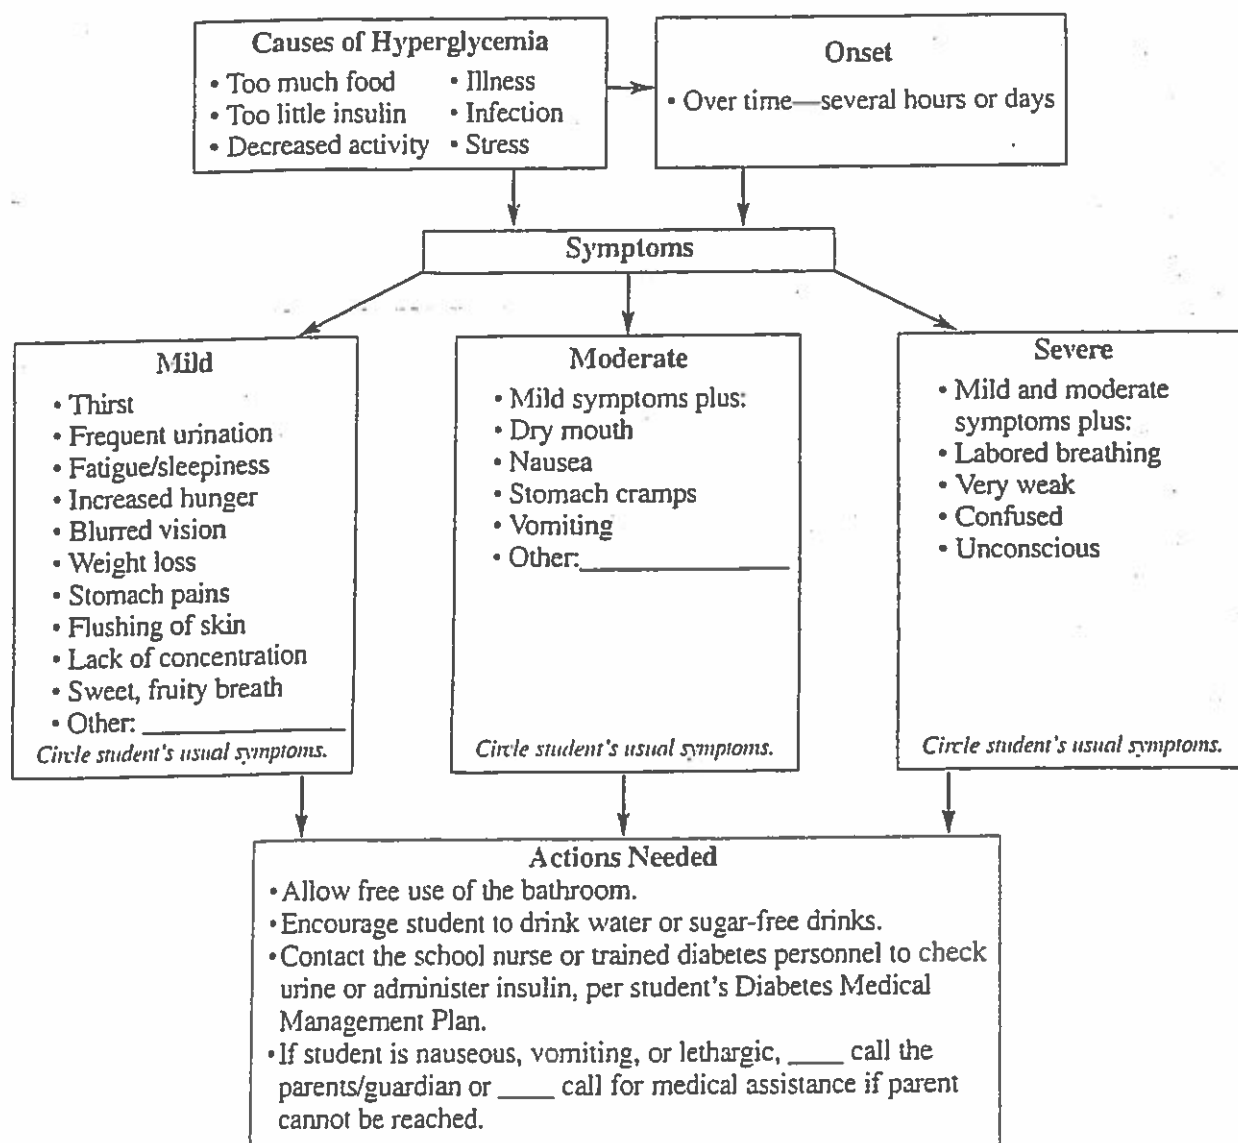 Causes of Hyperglycemia
• Too much food
• Too little insulin
• Decreased activity
• Illness
• Infection
• Stress
Onset
• Over time—several hours or days
Symptoms
Mild
• Thirst
• Frequent urination
• Fatigue/sleepiness
• Increased hunger
• Blurred vision
• Weight loss
• Stomach pains
• Flushing of skin
• Lack of concentration
• Sweet, fruity breath
• Other: ____________
Circle student's usual symptoms.
Moderate
• Mild symptoms plus:
• Dry mouth
• Nausea
• Stomach cramps
• Vomiting
• Other: ____________
Circle student's usual symptoms.
Severe
• Mild and moderate
symptoms plus:
• Labored breathing
• Very weak
• Confused
• Unconscious
Circle student's usual symptoms.
Actions Needed
• Allow free use of the bathroom.
• Encourage student to drink water or sugar-free drinks.
• Contact the school nurse or trained diabetes personnel to check
urine or administer insulin, per student's Diabetes Medical
Management Plan.
• If student is nauseous, vomiting, or lethargic, ____ call the
parents/guardian or ____ call for medical assistance if parent
cannot be reached.